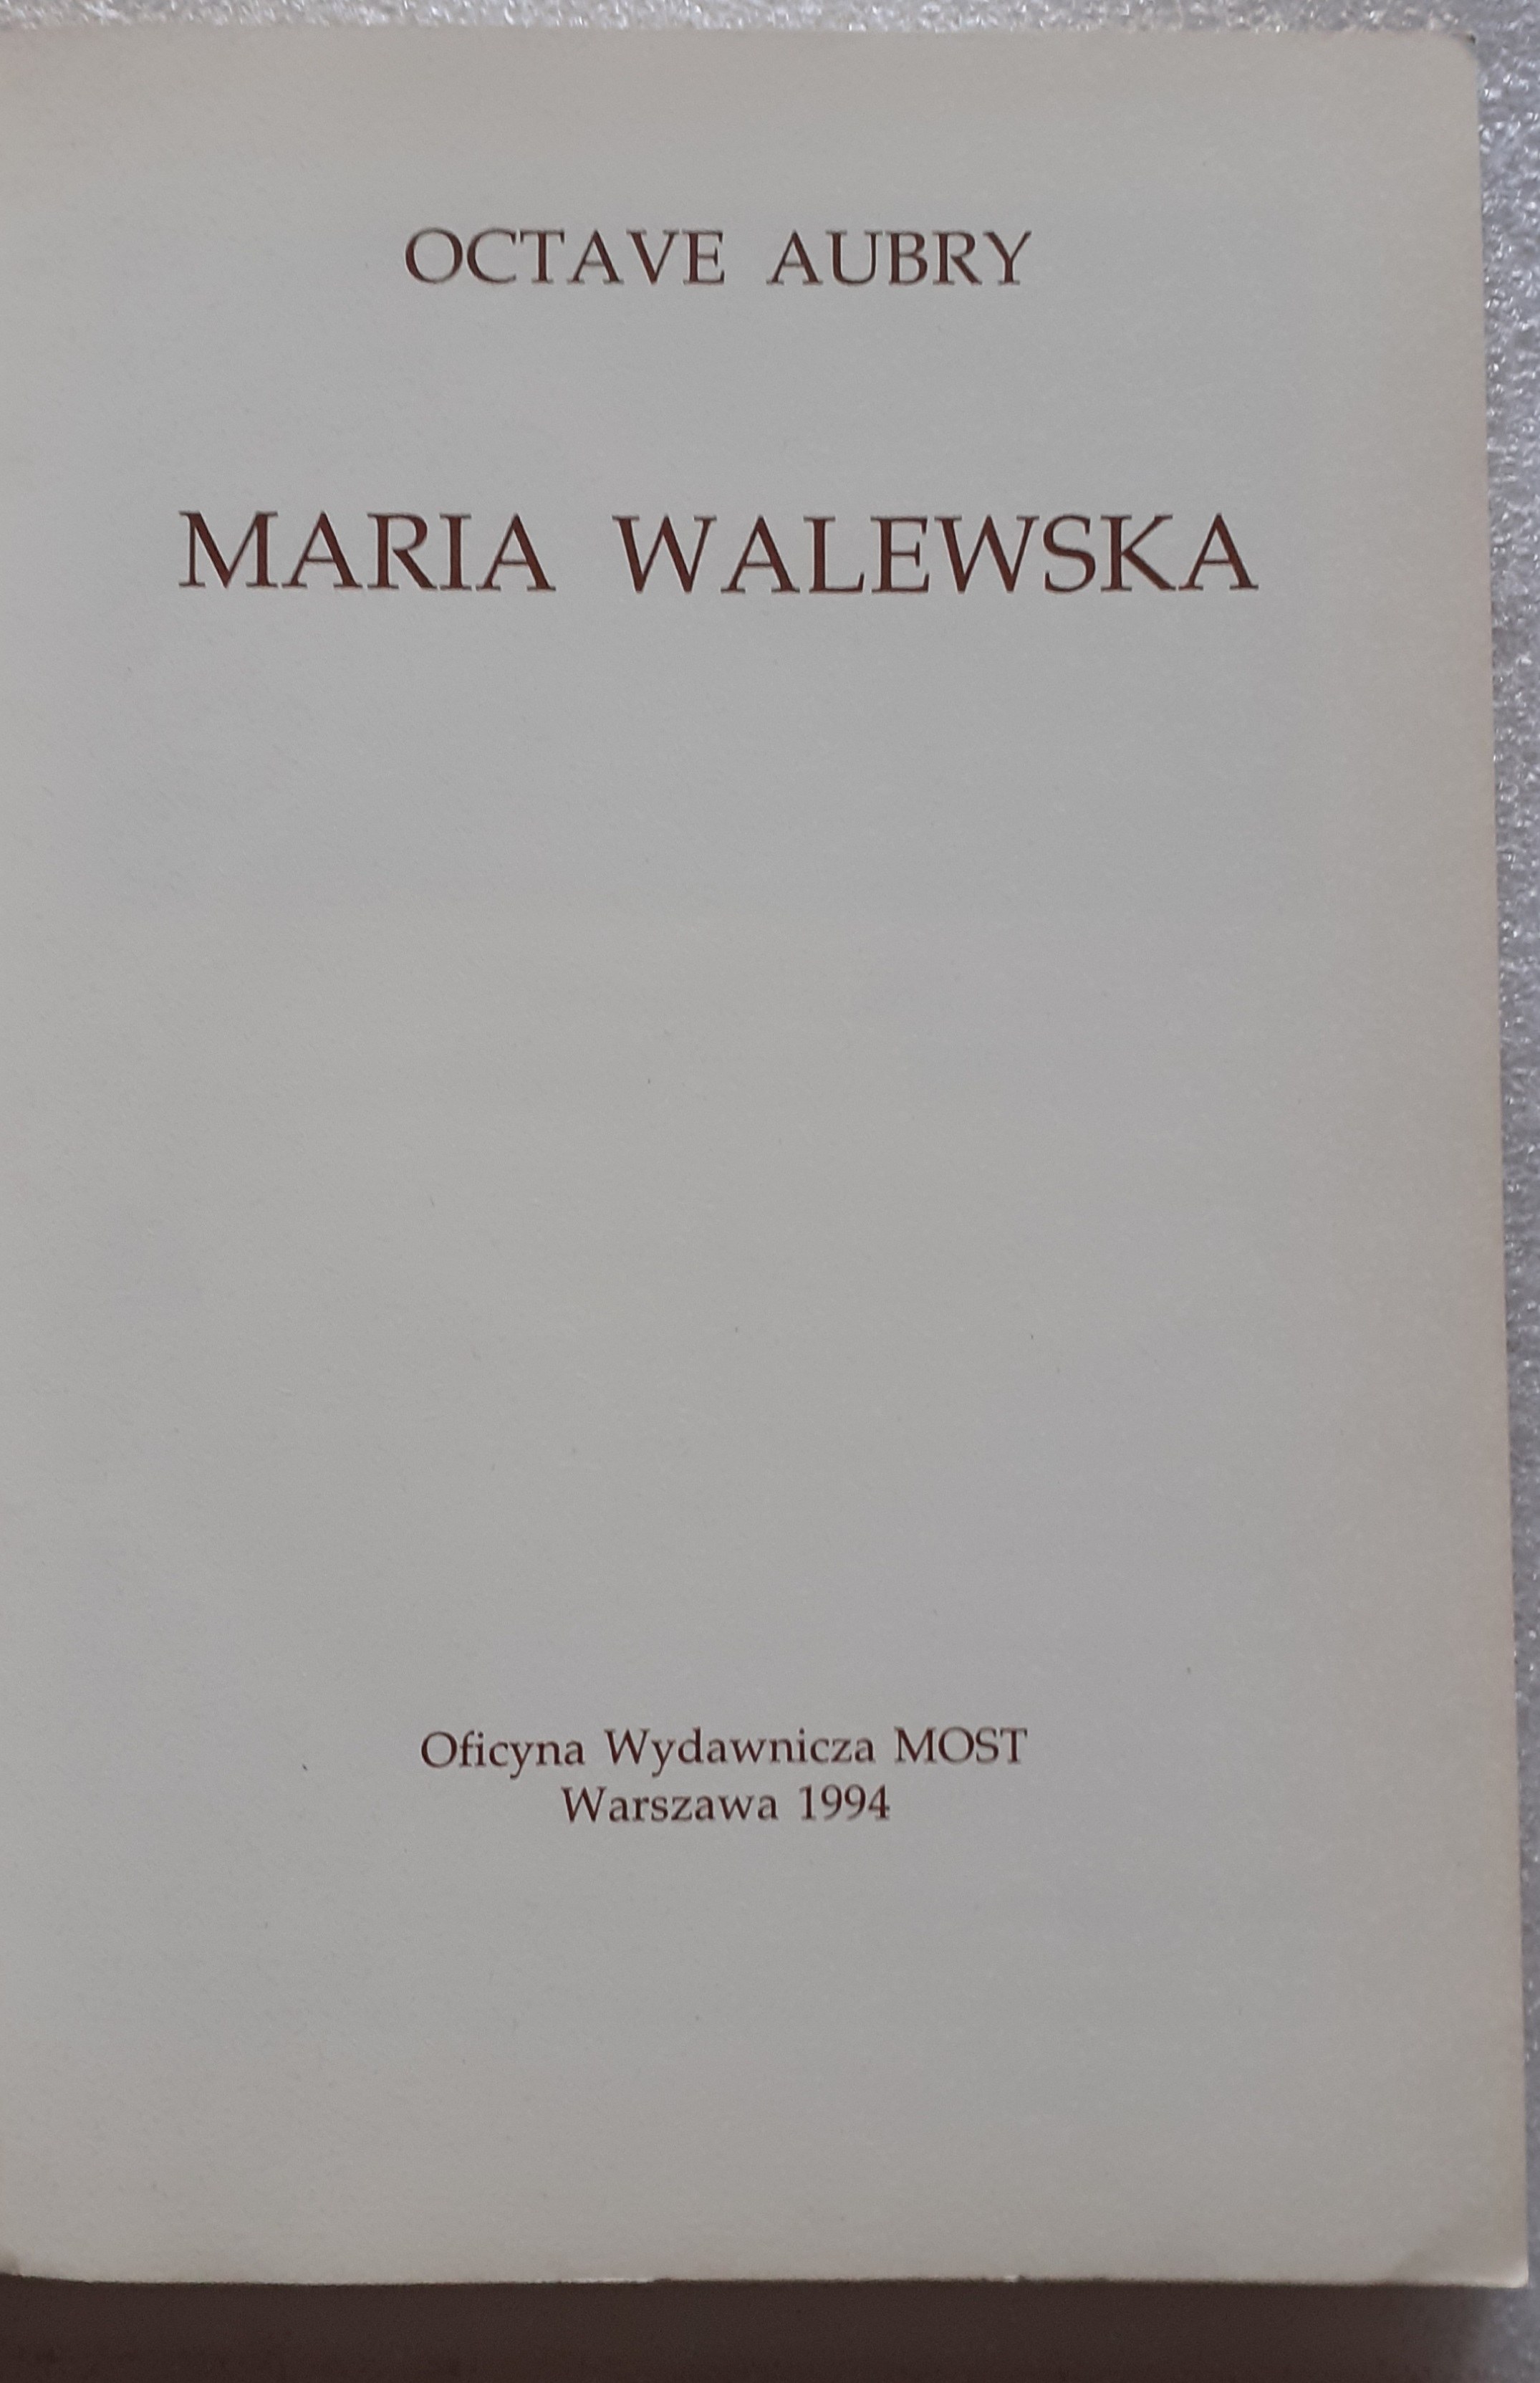 OCTAVE AUBRY
MARIA WALEWSKA
Oficyna Wydawnicza MOST
Warszawa 1994